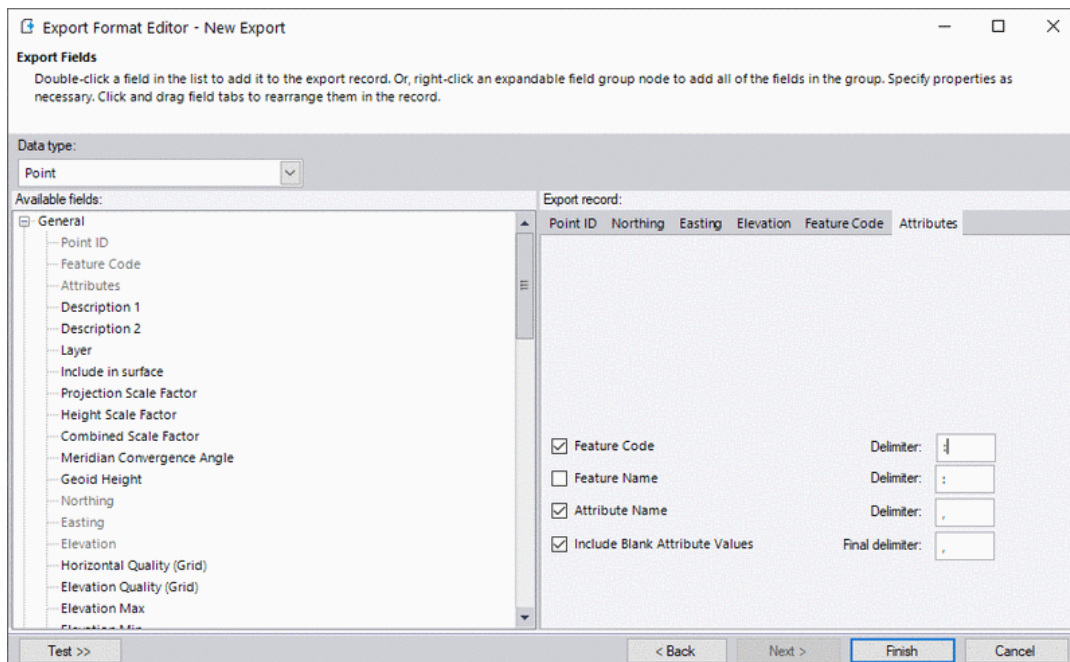 Export Format Editor - New Export
Export Fields
Double-click a field in the list to add it to the export record. Or, right-click an expandable field group node to add all of the fields in the group. Specify properties as
necessary. Click and drag field tabs to rearrange them in the record.
Data type:
Point
Available fields:
General
Point ID
Feature Code
Attributes
Description 1
Description 2
Layer
Include in surface
Projection Scale Factor
Height Scale Factor
Combined Scale Factor
Meridian Convergence Angle
Geoid Height
Northing
Easting
Elevation
Horizontal Quality (Grid)
Elevation Quality (Grid)
Elevation Max
Elevation Min
Export record:
Point ID Northing Easting Elevation Feature Code Attributes
Feature Code Delimiter: :
Feature Name Delimiter: :
Attribute Name Delimiter: ,
Include Blank Attribute Values Final delimiter: ,
Test >> < Back Next > Finish Cancel